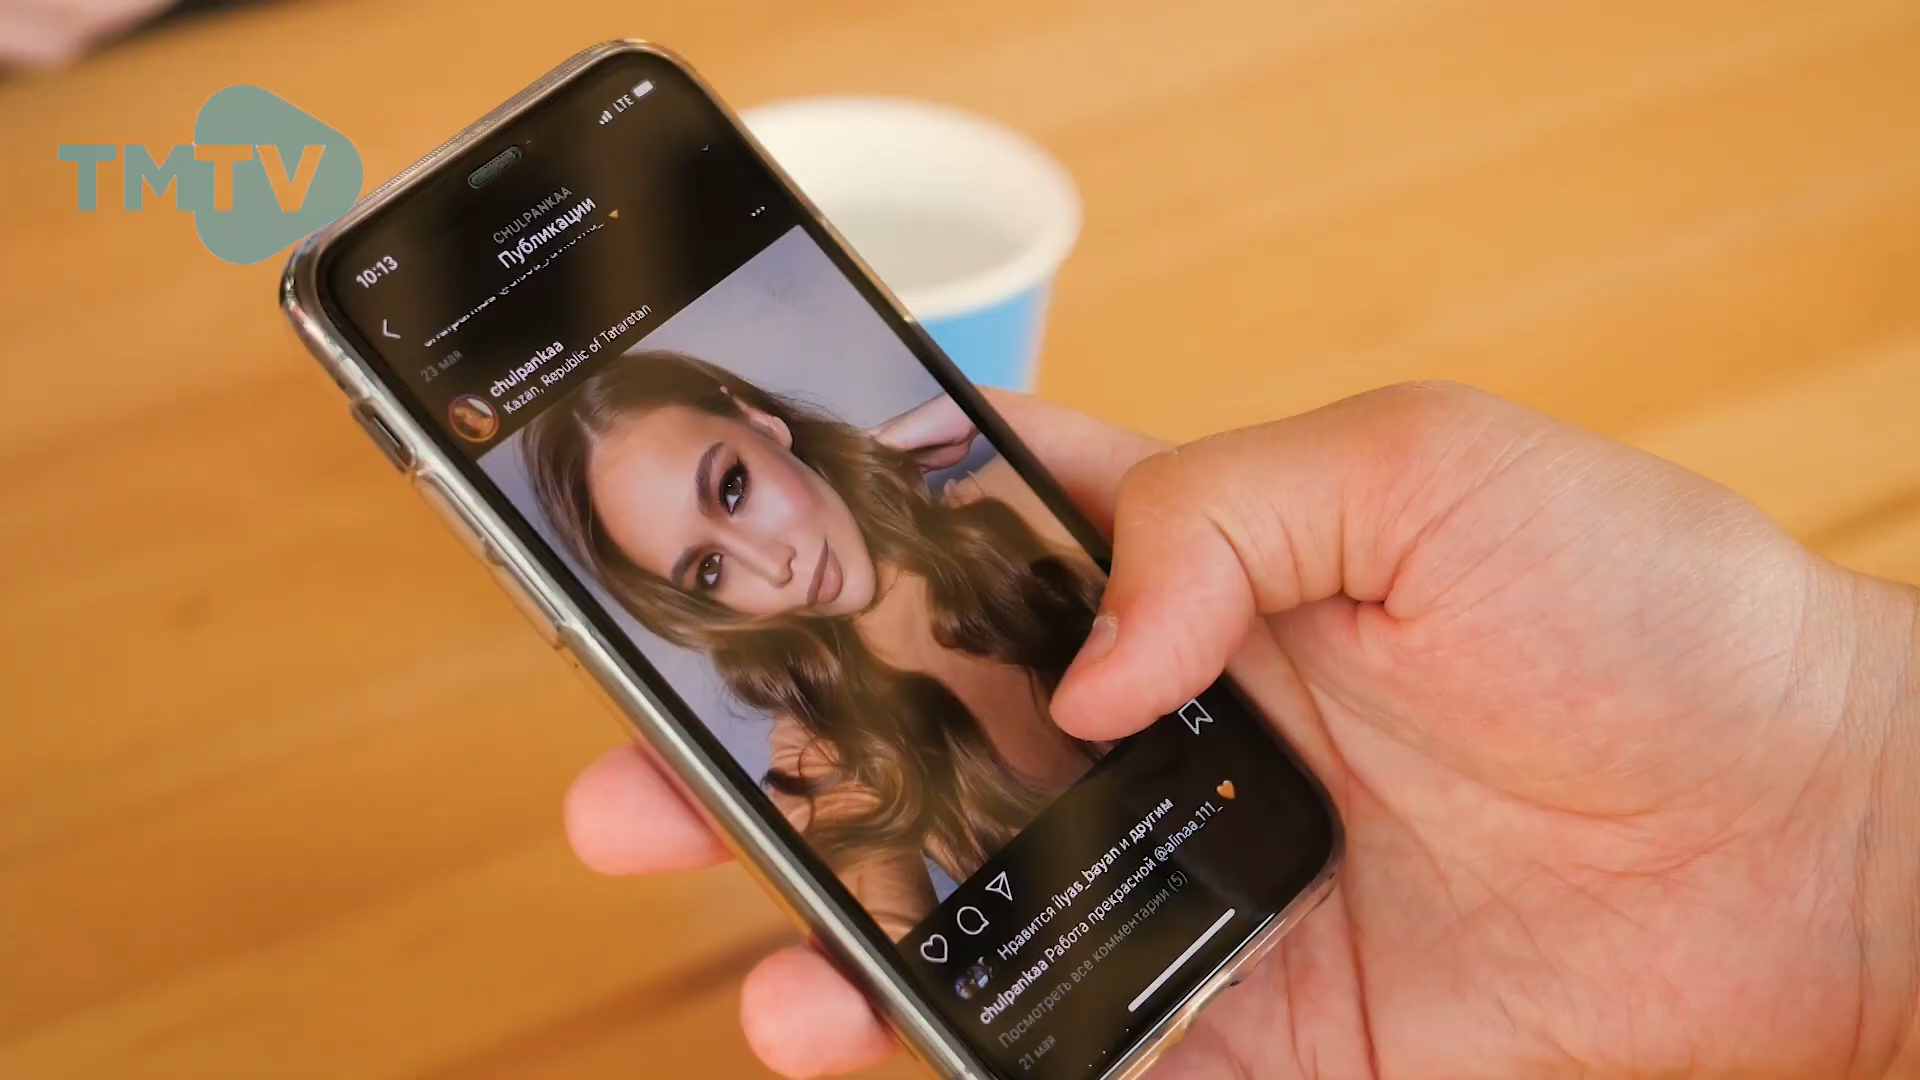 TMTV
LTE
10:13
CHULPANKAA
Публикации
23 мая
chulpankaa
Kazan, Republic of Tatarstan
Нравится ilyas_bayan и другим
chulpankaa Работа прекрасной @alinaa_111_🧡
Посмотреть все комментарии (5)
21 мая